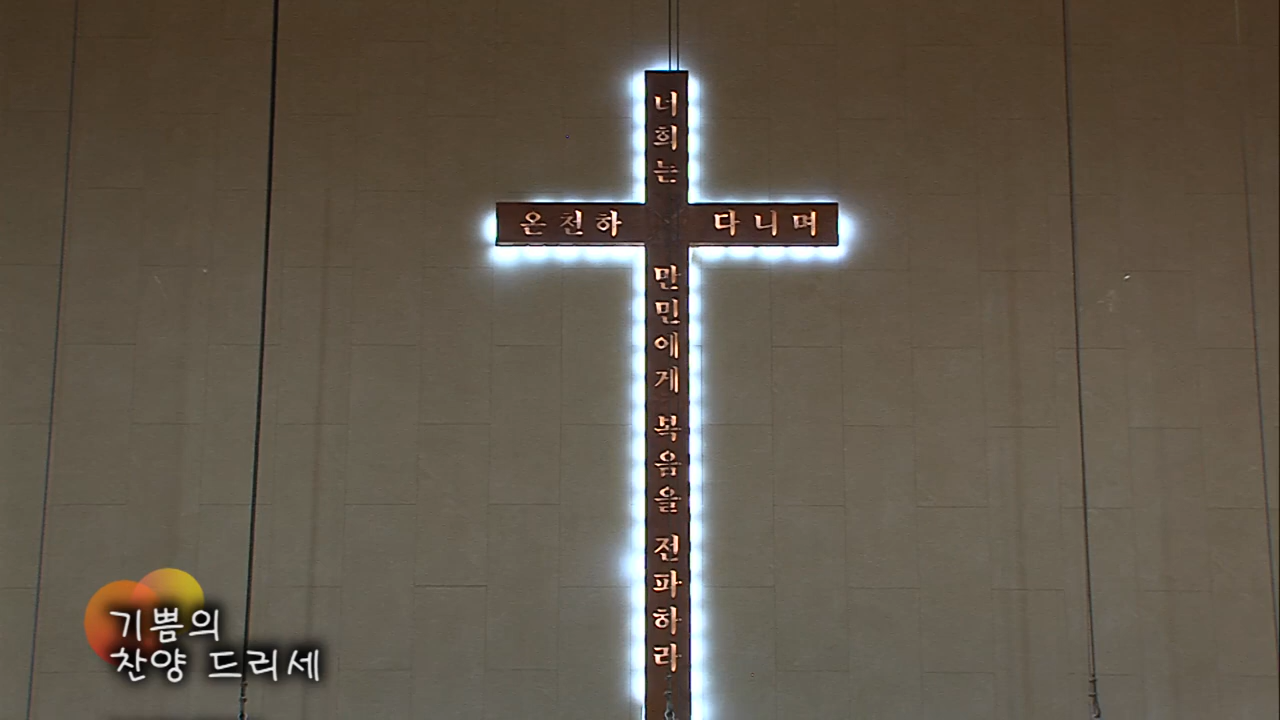 너희는
온천하 다니며
만민에게 복음을 전파하라
기쁨의
찬양 드리세